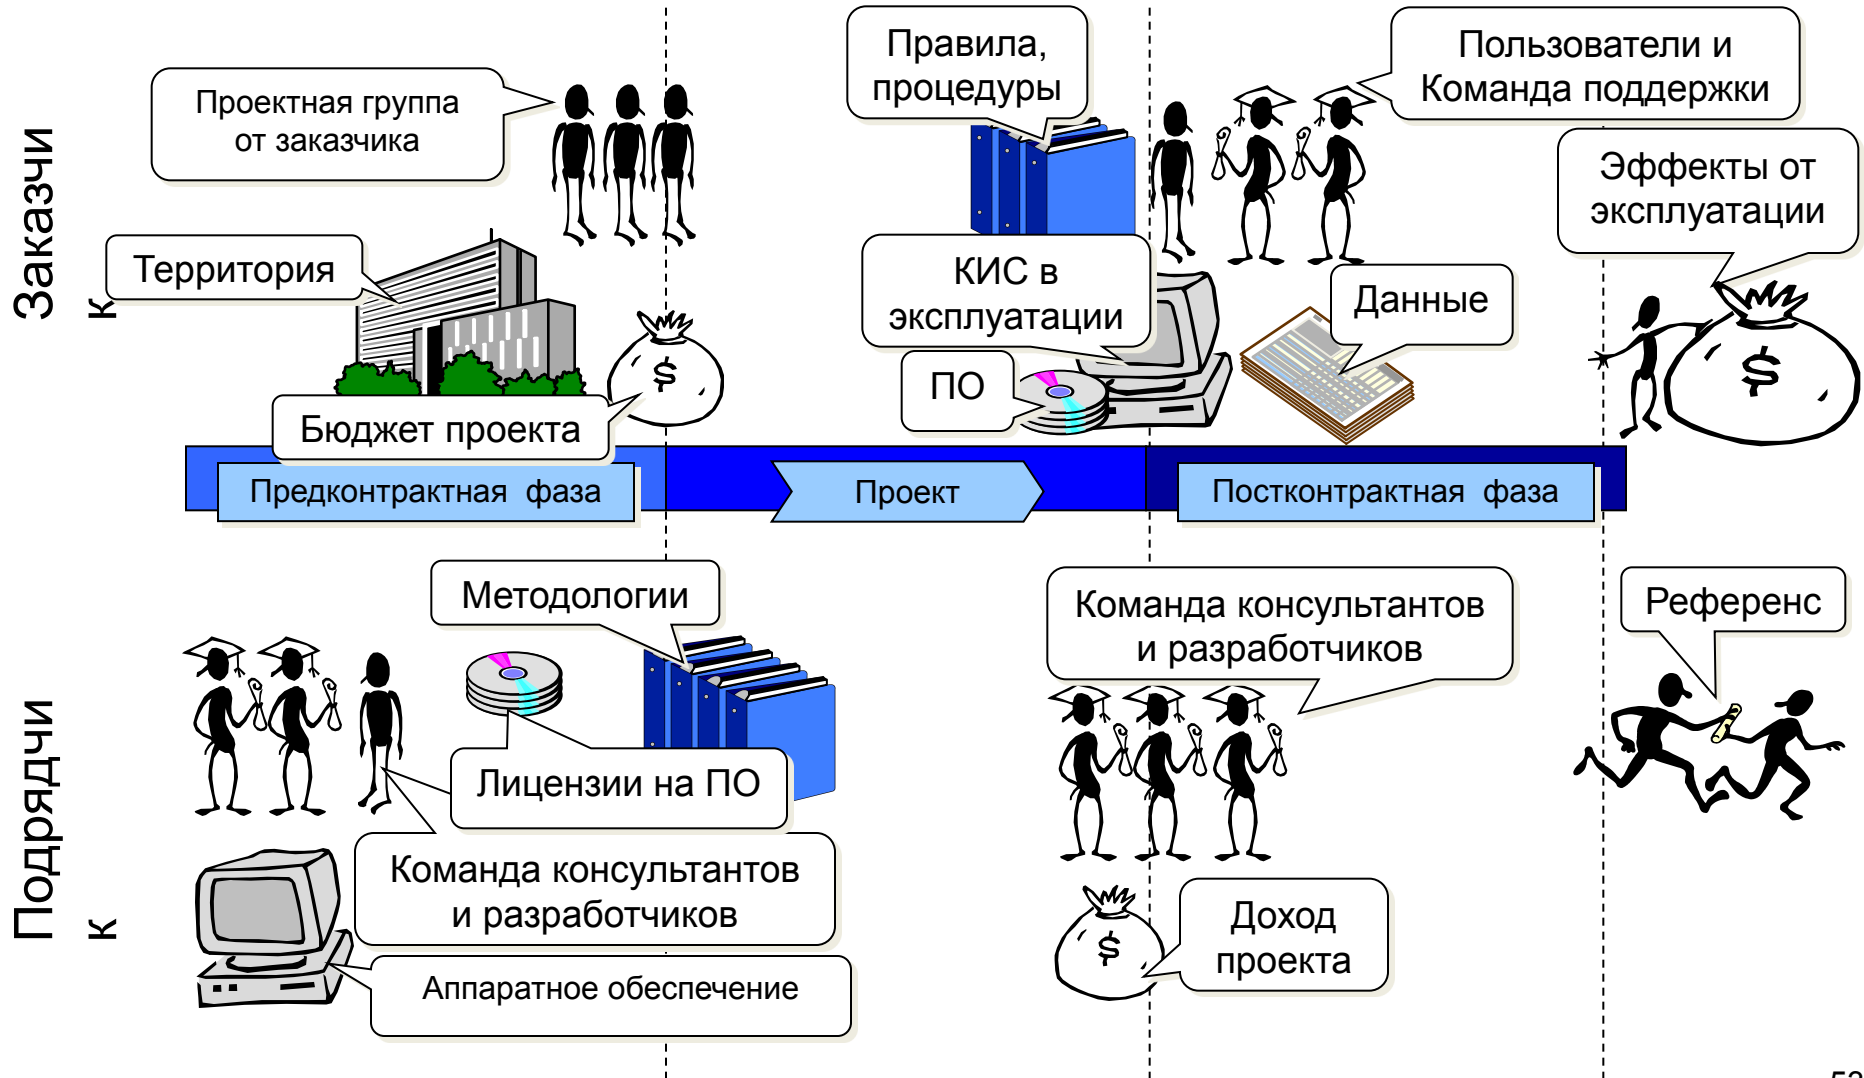 Заказчи
к
Проектная группа
от заказчика
Территория
Бюджет проекта
Правила,
процедуры
КИС в
эксплуатации
ПО
Пользователи и
Команда поддержки
Данные
Эффекты от
эксплуатации
Предконтрактная фаза
Проект
Постконтрактная фаза
Подрядчи
к
Методологии
Лицензии на ПО
Команда консультантов
и разработчиков
Аппаратное обеспечение
Команда консультантов
и разработчиков
Доход
проекта
Референс